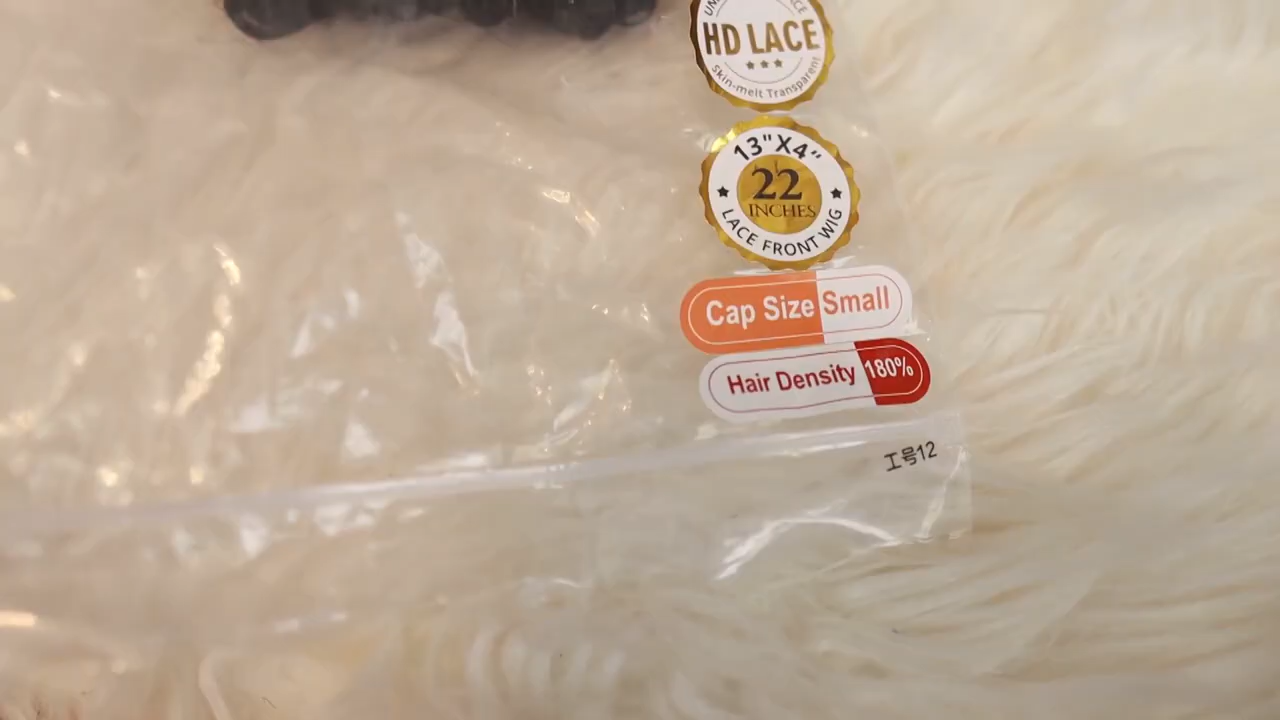 HD LACE
Skin-melt Transparent
13"X4"
22
INCHES
LACE FRONT WIG
Cap Size Small
Hair Density 180%
工号12